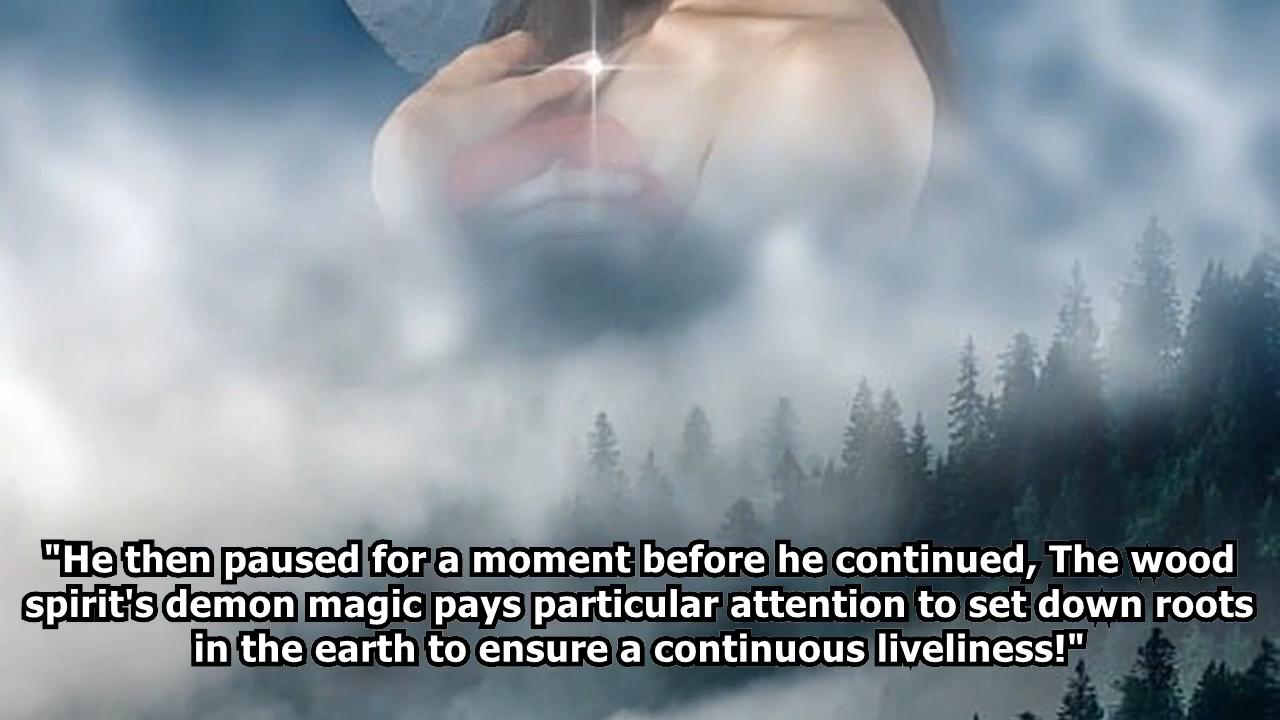 "He then paused for a moment before he continued, The wood
spirit's demon magic pays particular attention to set down roots
in the earth to ensure a continuous liveliness!"